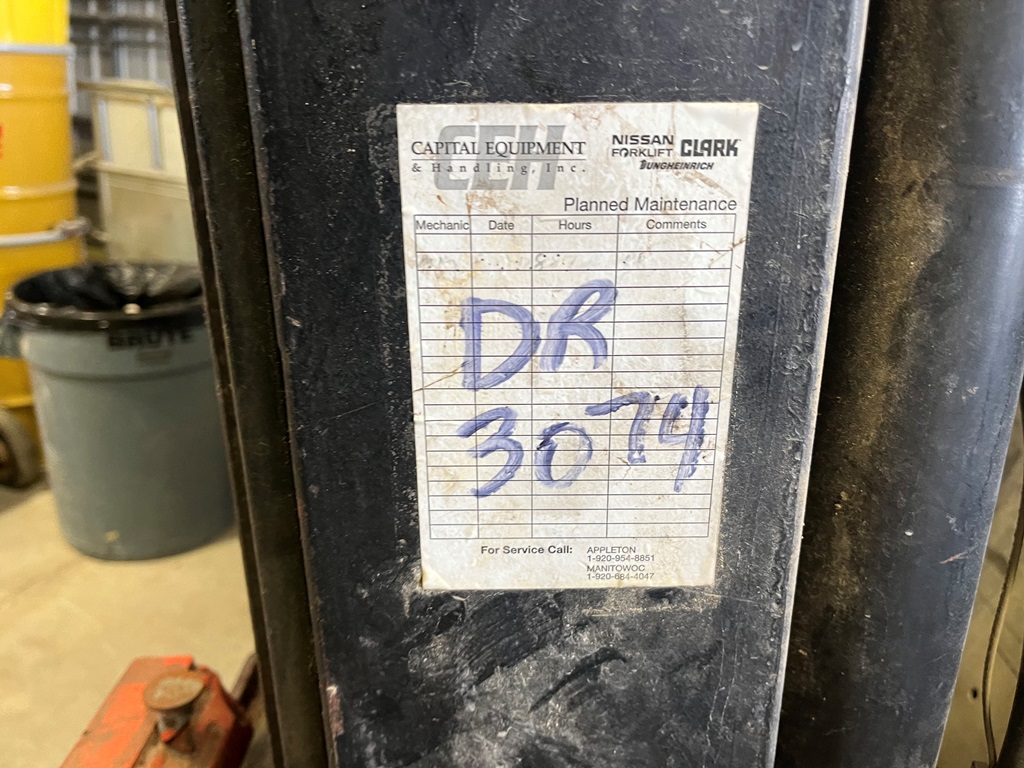 CEH
CAPITAL EQUIPMENT
& Handling, Inc.
NISSAN
FORKLIFT
CLARK
JUNGHEINRICH
Planned Maintenance
Mechanic Date Hours Comments
DR
3074
For Service Call: APPLETON
1-920-954-8851
MANITOWOC
1-920-684-4047
BRUTE